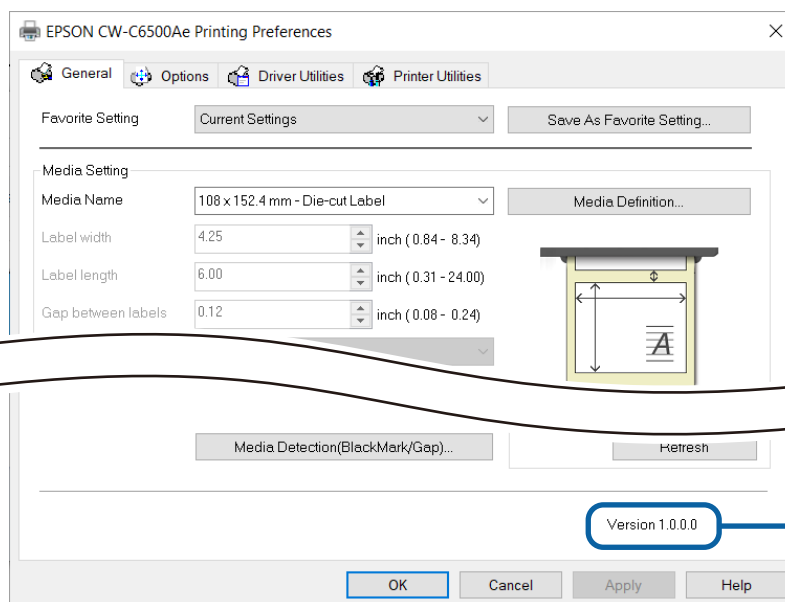 EPSON CW-C6500Ae Printing Preferences
General Options Driver Utilities Printer Utilities
Favorite Setting Current Settings Save As Favorite Setting...
Media Setting
Media Name 108 x 152.4 mm - Die-cut Label Media Definition...
Label width 4.25 inch ( 0.84 - 8.34)
Label length 6.00 inch ( 0.31 - 24.00)
Gap between labels 0.12 inch ( 0.08 - 0.24)
A
Media Detection(BlackMark/Gap)... Refresh
Version 1.0.0.0
OK Cancel Apply Help